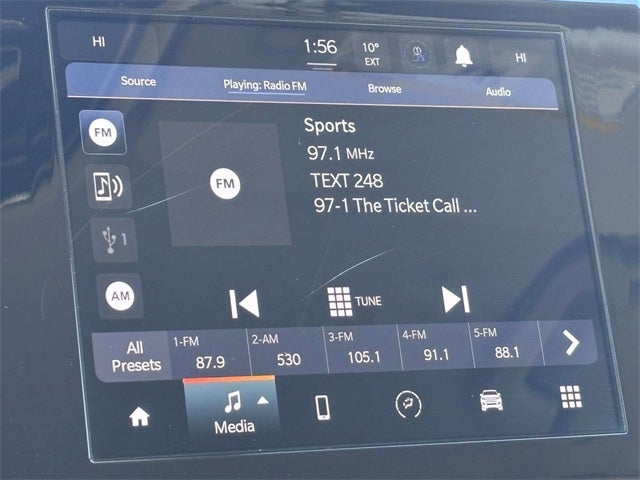 HI 1:56 10° HI
EXT
Source Playing: Radio FM Browse Audio
FM
Sports
97.1 MHz
TEXT 248
97-1 The Ticket Call ...
FM
1
AM
TUNE
All Presets
1-FM 2-AM 3-FM 4-FM 5-FM
87.9 530 105.1 91.1 88.1
Media